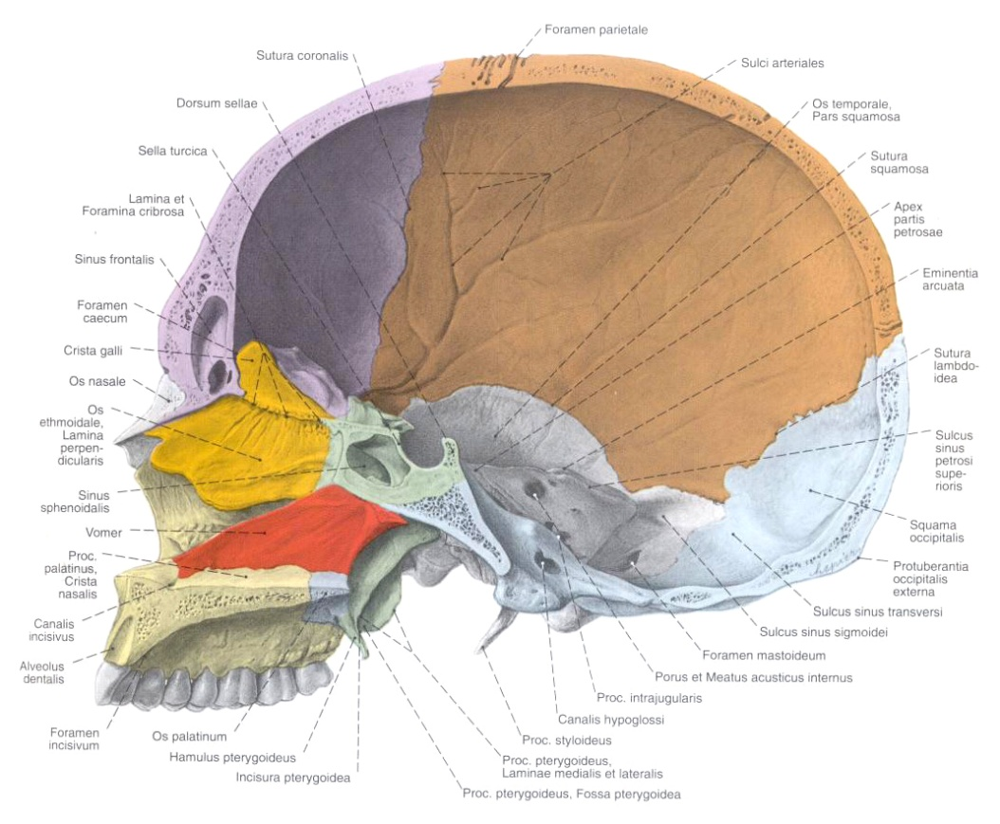 Foramen parietale
Sutura coronalis
Sulci arteriales
Dorsum sellae
Os temporale,
Pars squamosa
Sella turcica
Sutura
squamosa
Lamina et
Foramina cribrosa
Apex
partis
petrosae
Sinus frontalis
Eminentia
arcuata
Foramen
caecum
Crista galli
Sutura
lambdo-
idea
Os nasale
Os
ethmoidale,
Lamina
perpen-
dicularis
Sulcus
sinus
petrosi
supe-
rioris
Sinus
sphenoidalis
Squama
occipitalis
Vomer
Proc.
palatinus,
Crista
nasalis
Protuberantia
occipitalis
externa
Sulcus sinus transversi
Canalis
incisivus
Sulcus sinus sigmoidei
Foramen mastoideum
Alveolus
dentalis
Porus et Meatus acusticus internus
Proc. intrajugularis
Canalis hypoglossi
Foramen
incisivum
Os palatinum
Proc. styloideus
Hamulus pterygoideus
Proc. pterygoideus,
Laminae medialis et lateralis
Incisura pterygoidea
Proc. pterygoideus, Fossa pterygoidea